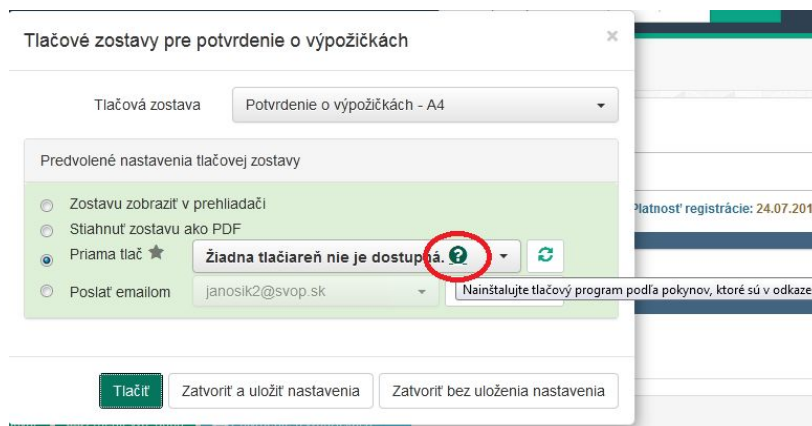 Tlačové zostavy pre potvrdenie o výpožičkách ×
Tlačová zostava Potvrdenie o výpožičkách - A4
Predvolené nastavenia tlačovej zostavy
Zostavu zobraziť v prehliadači
Stiahnuť zostavu ako PDF
Platnosť registrácie: 24.07.201
Priama tlač Žiadna tlačiareň nie je dostupná. ?
Poslať emailom janosik2@svop.sk
Nainštalujte tlačový program podľa pokynov, ktoré sú v odkaze
Tlačiť Zatvoriť a uložiť nastavenia Zatvoriť bez uloženia nastavenia